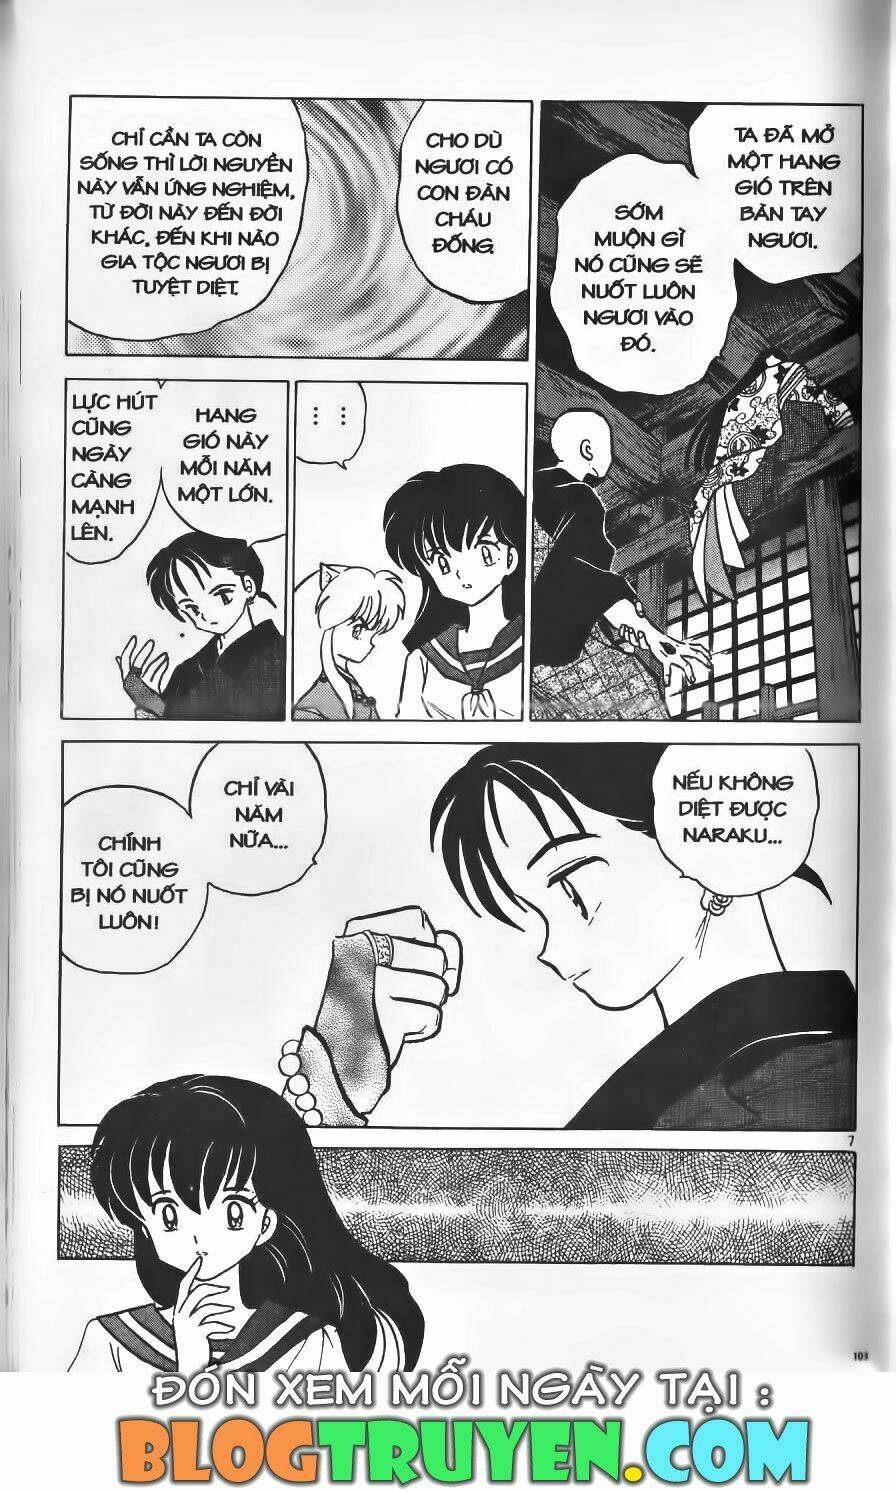 TA ĐÃ MỞ
MỘT HANG
GIÓ TRÊN
BÀN TAY
NGƯƠI.
SỚM
MUỘN GÌ
NÓ CŨNG SẼ
NUỐT LUÔN
NGƯƠI VÀO
ĐÓ.
CHO DÙ
NGƯƠI CÓ
CON ĐÀN
CHÁU
ĐỐNG.
CHỈ CẦN TA CÒN
SỐNG THÌ LỜI NGUYỀN
NÀY VẪN ỨNG NGHIỆM,
TỪ ĐỜI NÀY ĐẾN ĐỜI
KHÁC. ĐẾN KHI NÀO
GIA TỘC NGƯƠI BỊ
TUYỆT DIỆT.
... ...
HANG
GIÓ NÀY
MỖI NĂM
MỘT LỚN.
LỰC HÚT
CŨNG
NGÀY
CÀNG
MẠNH
LÊN.
NẾU KHÔNG
DIỆT ĐƯỢC
NARAKU...
CHỈ VÀI
NĂM
NỮA...
CHÍNH
TÔI CŨNG
BỊ NÓ NUỐT
LUÔN!
7
101
ĐÓN XEM MỖI NGÀY TẠI :
BLOGTRUYEN.COM